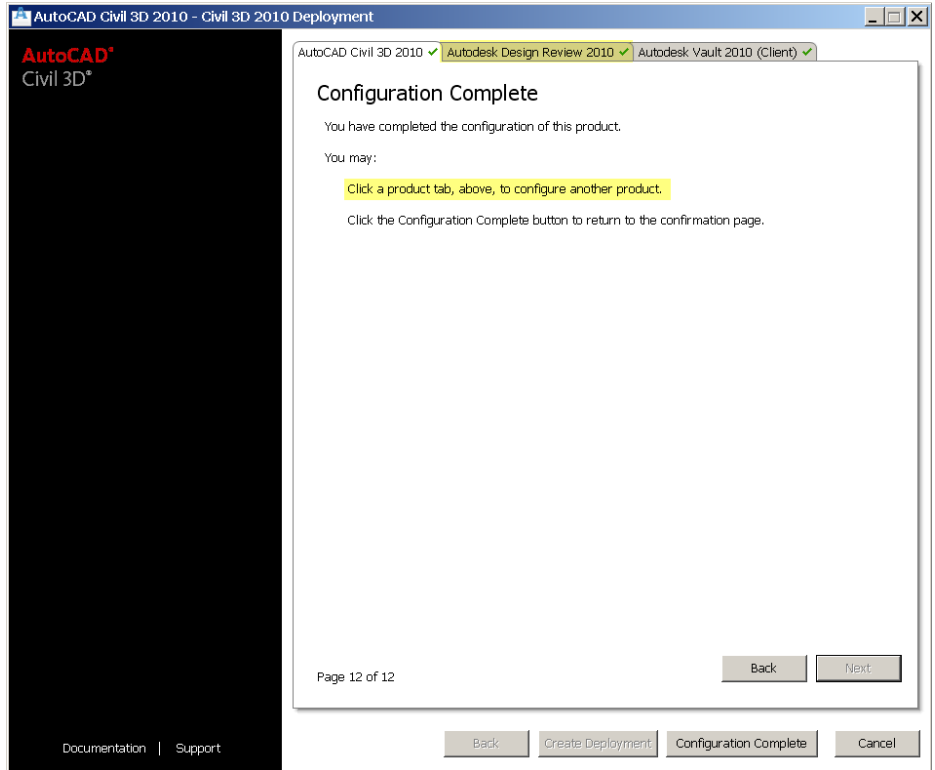 AutoCAD Civil 3D 2010 - Civil 3D 2010 Deployment
AutoCAD®
Civil 3D®
AutoCAD Civil 3D 2010 Autodesk Design Review 2010 Autodesk Vault 2010 (Client)
Configuration Complete
You have completed the configuration of this product.
You may:
Click a product tab, above, to configure another product.
Click the Configuration Complete button to return to the confirmation page.
Page 12 of 12
Back Next
Documentation | Support
Back Create Deployment Configuration Complete Cancel